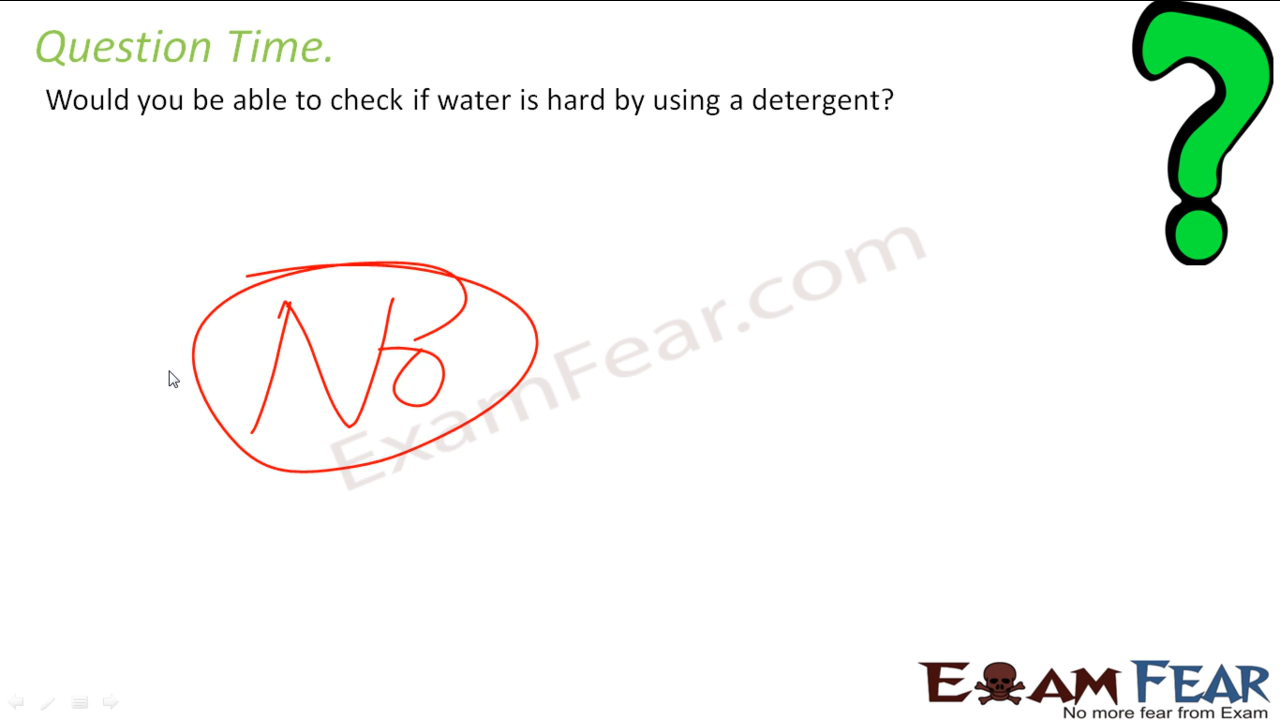 Question Time.
Would you be able to check if water is hard by using a detergent?
No
ExamFear.com
EXAM FEAR
No more fear from Exam